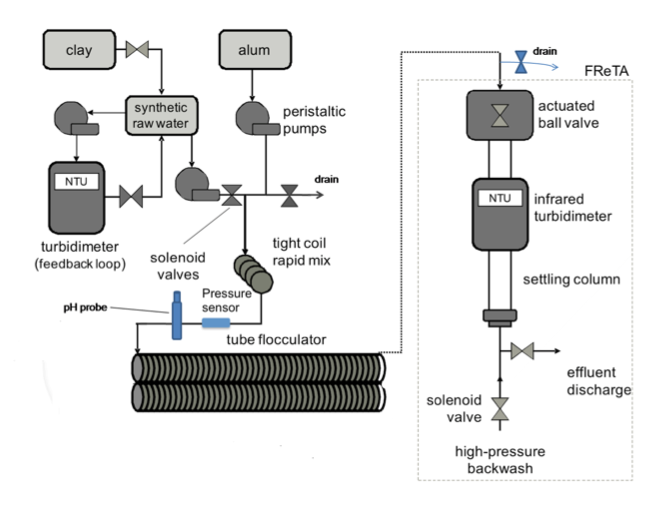 clay
alum
drain
FReTA
synthetic
raw water
peristaltic
pumps
actuated
ball valve
NTU
drain
NTU
infrared
turbidimeter
turbidimeter
(feedback loop)
solenoid
valves
tight coil
rapid mix
settling column
pH probe
Pressure
sensor
tube flocculator
effluent
discharge
solenoid
valve
high-pressure
backwash